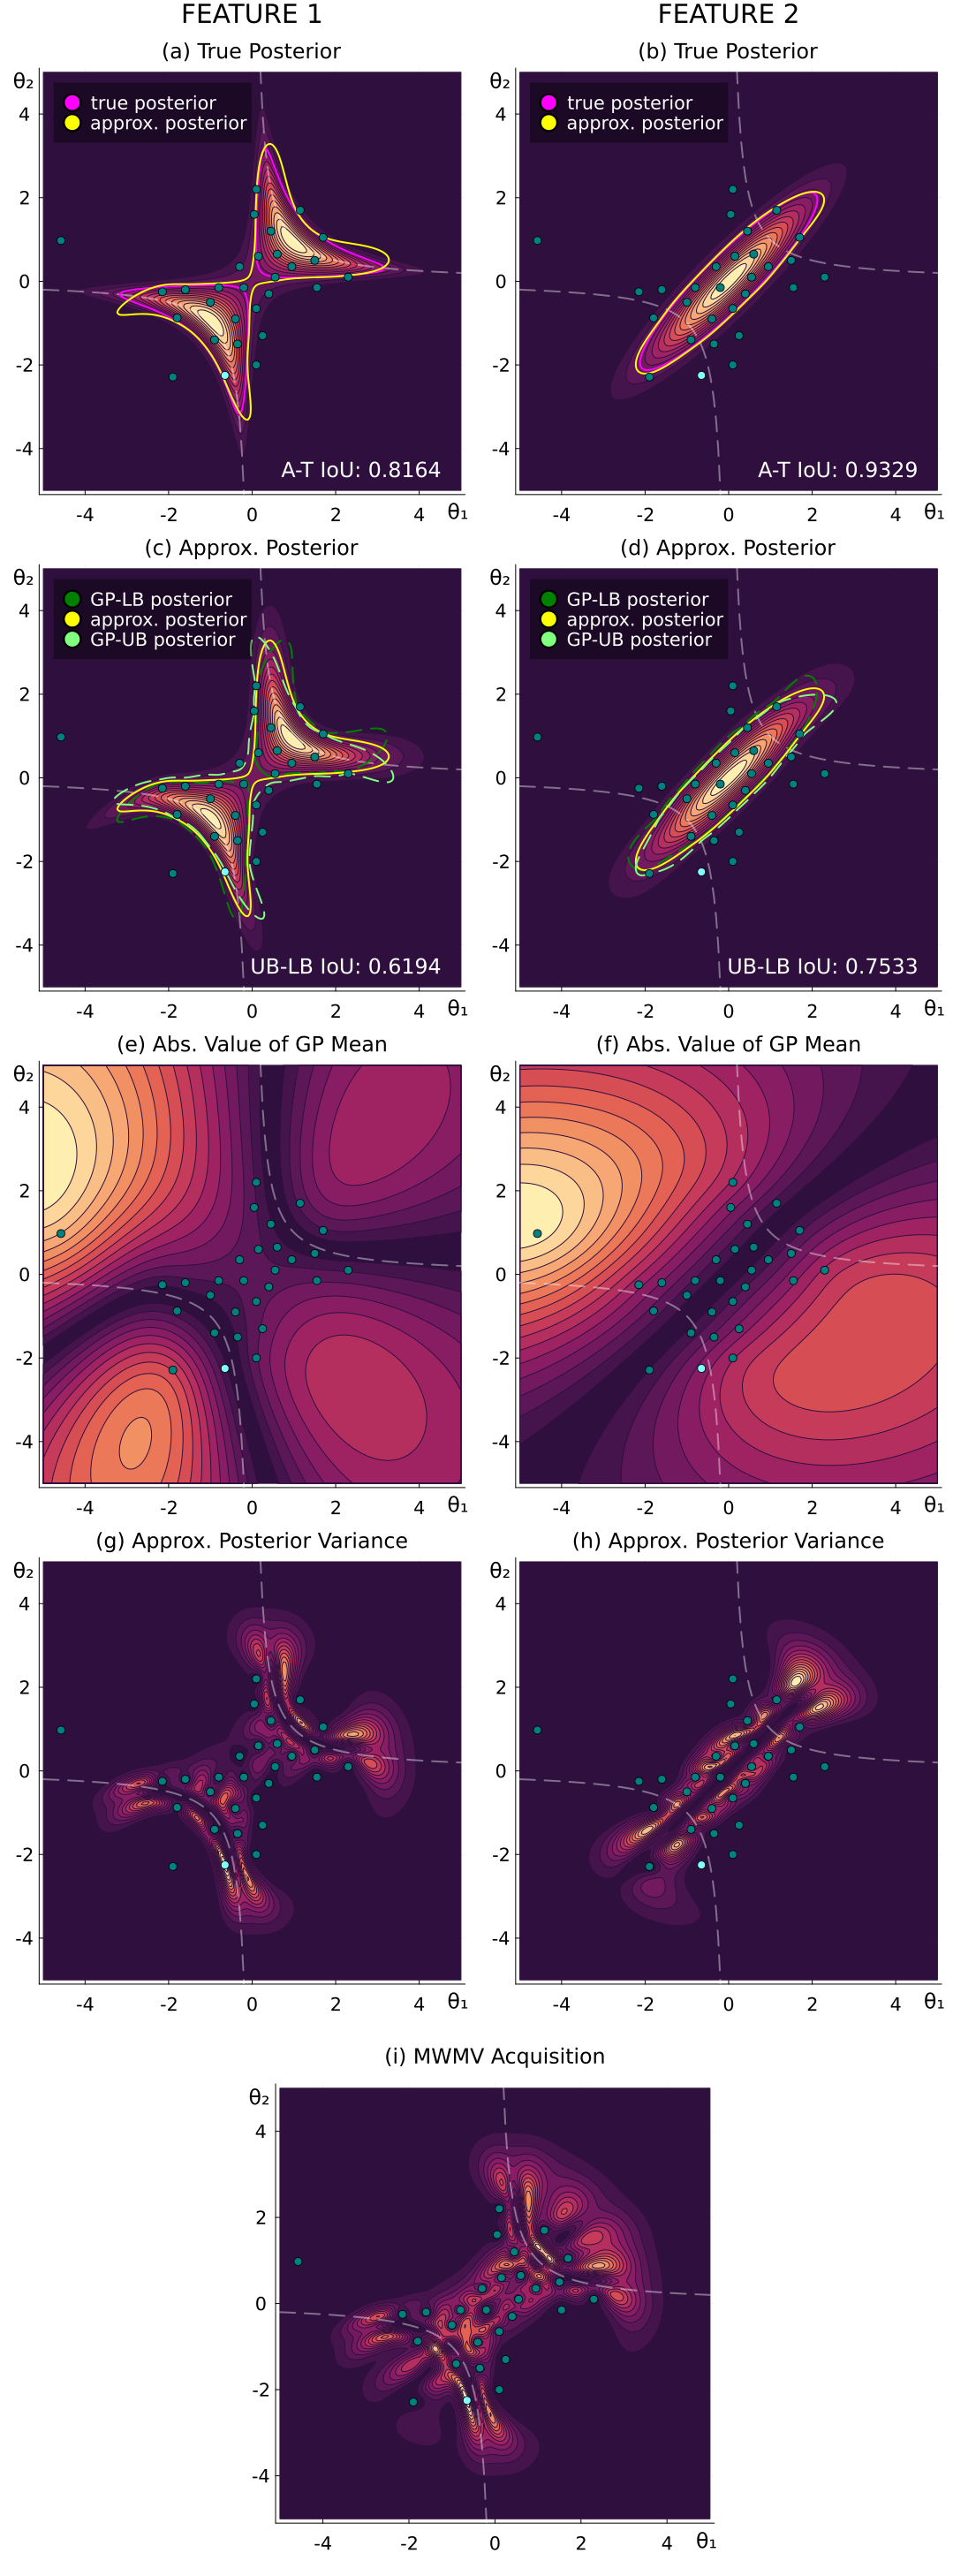 FEATURE 1
FEATURE 2
(a) True Posterior
(b) True Posterior
θ₂
4
2
0
-2
-4
true posterior
approx. posterior
A-T IoU: 0.8164
-4 -2 0 2 4 θ₁
θ₂
4
2
0
-2
-4
true posterior
approx. posterior
A-T IoU: 0.9329
-4 -2 0 2 4 θ₁
(c) Approx. Posterior
(d) Approx. Posterior
θ₂
4
2
0
-2
-4
GP-LB posterior
approx. posterior
GP-UB posterior
UB-LB IoU: 0.6194
-4 -2 0 2 4 θ₁
θ₂
4
2
0
-2
-4
GP-LB posterior
approx. posterior
GP-UB posterior
UB-LB IoU: 0.7533
-4 -2 0 2 4 θ₁
(e) Abs. Value of GP Mean
(f) Abs. Value of GP Mean
θ₂
4
2
0
-2
-4
-4 -2 0 2 4 θ₁
θ₂
4
2
0
-2
-4
-4 -2 0 2 4 θ₁
(g) Approx. Posterior Variance
(h) Approx. Posterior Variance
θ₂
4
2
0
-2
-4
-4 -2 0 2 4 θ₁
θ₂
4
2
0
-2
-4
-4 -2 0 2 4 θ₁
(i) MWMV Acquisition
θ₂
4
2
0
-2
-4
-4 -2 0 2 4 θ₁